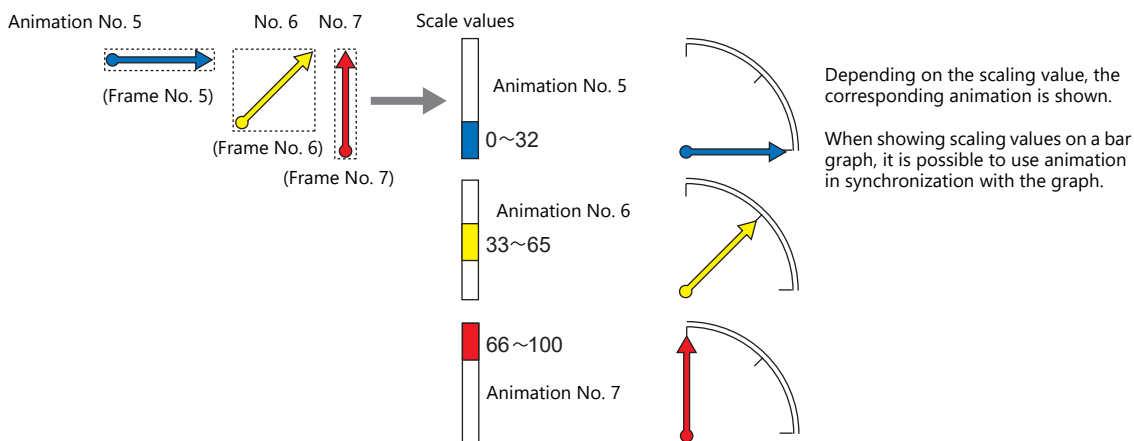 Animation No. 5
No. 6
No. 7
Scale values
(Frame No. 5)
(Frame No. 6)
(Frame No. 7)
Animation No. 5
0~32
Animation No. 6
33~65
66~100
Animation No. 7
Depending on the scaling value, the
corresponding animation is shown.
When showing scaling values on a bar
graph, it is possible to use animation
in synchronization with the graph.